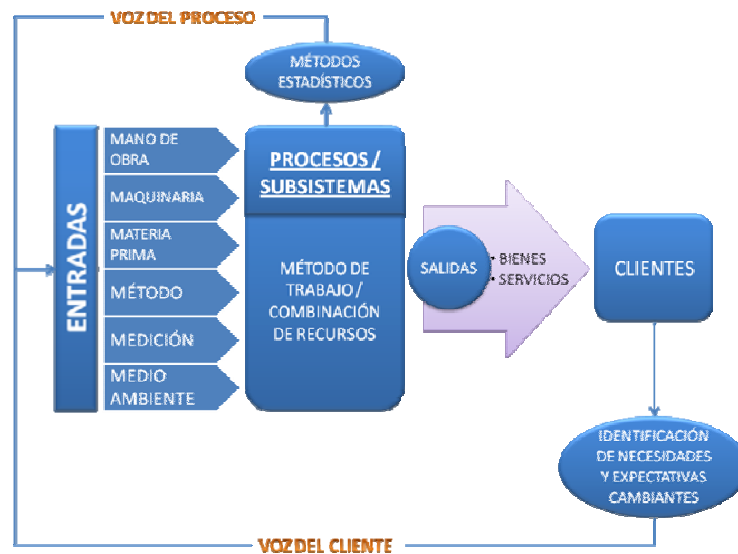 VOZ DEL PROCESO
MÉTODOS
ESTADÍSTICOS
ENTRADAS
MANO DE
OBRA
MAQUINARIA
MATERIA
PRIMA
MÉTODO
MEDICIÓN
MEDIO
AMBIENTE
PROCESOS /
SUBSISTEMAS
MÉTODO DE
TRABAJO /
COMBINACIÓN
DE RECURSOS
SALIDAS
• BIENES
• SERVICIOS
CLIENTES
IDENTIFICACIÓN
DE NECESIDADES
Y EXPECTATIVAS
CAMBIANTES
VOZ DEL CLIENTE